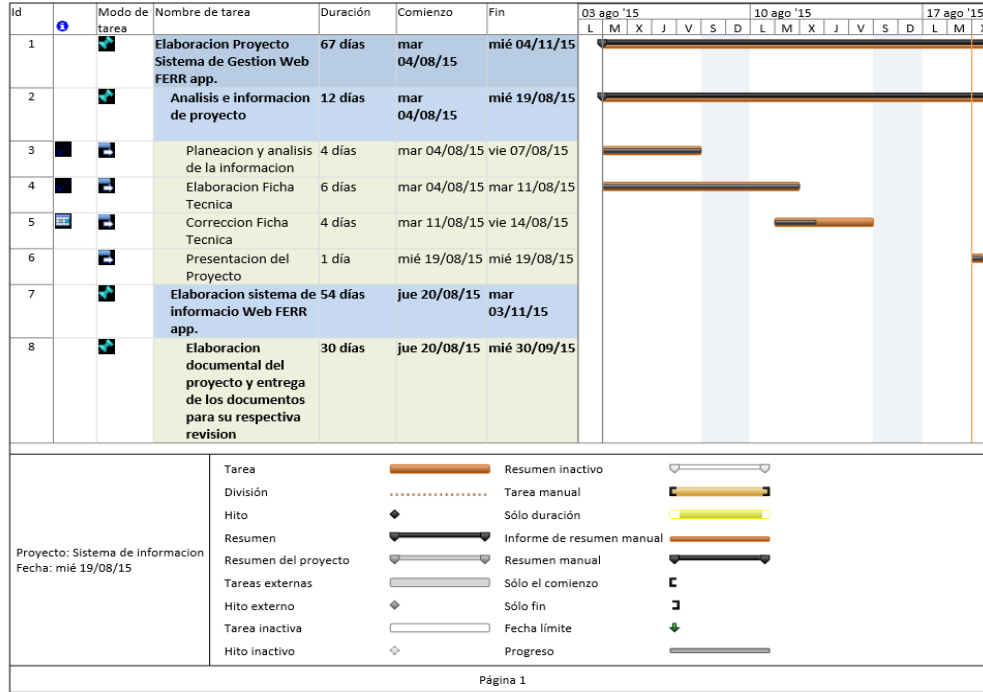 Id Modo de tarea Nombre de tarea Duración Comienzo Fin
03 ago '15 10 ago '15 17 ago '15
L M X J V S D L M X J V S D L M
1 Elaboracion Proyecto Sistema de Gestion Web FERR app. 67 días mar 04/08/15 mié 04/11/15
2 Analisis e informacion de proyecto 12 días mar 04/08/15 mié 19/08/15
3 Planeacion y analisis de la informacion 4 días mar 04/08/15 vie 07/08/15
4 Elaboracion Ficha Tecnica 6 días mar 04/08/15 mar 11/08/15
5 Correccion Ficha Tecnica 4 días mar 11/08/15 vie 14/08/15
6 Presentacion del Proyecto 1 día mié 19/08/15 mié 19/08/15
7 Elaboracion sistema de informacio Web FERR app. 54 días jue 20/08/15 mar 03/11/15
8 Elaboracion documental del proyecto y entrega de los documentos para su respectiva revision 30 días jue 20/08/15 mié 30/09/15
Proyecto: Sistema de informacion
Fecha: mié 19/08/15
Tarea
División
Hito
Resumen
Resumen del proyecto
Tareas externas
Hito externo
Tarea inactiva
Hito inactivo
Resumen inactivo
Tarea manual
Sólo duración
Informe de resumen manual
Resumen manual
Sólo el comienzo
Sólo fin
Fecha límite
Progreso
Página 1